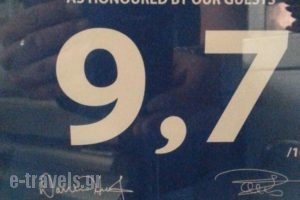 AS HONOURED BY OUR GUESTS
9,7
/1
e-travels.gr